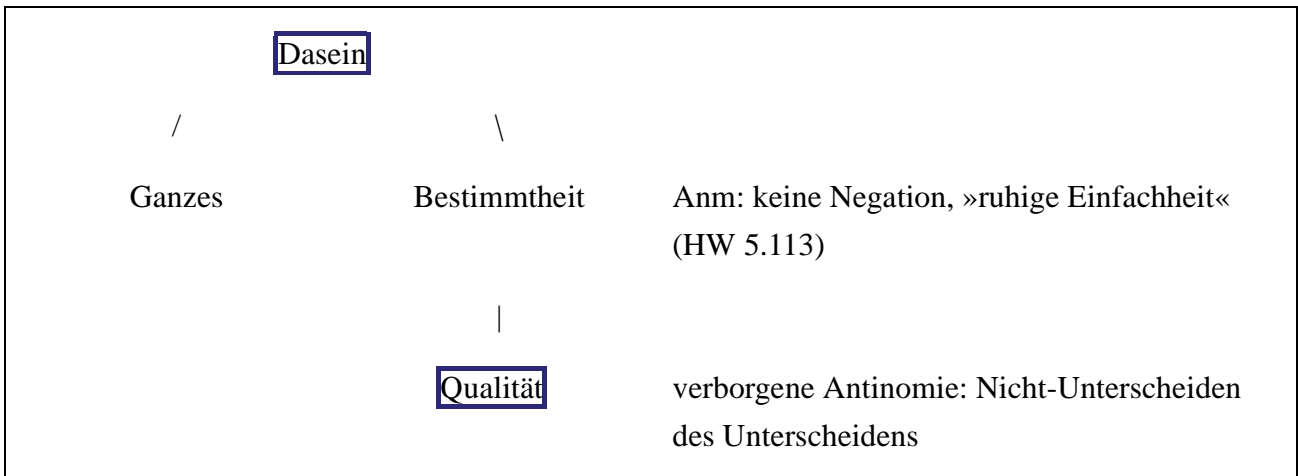 Dasein
/ \
Ganzes Bestimmtheit Anm: keine Negation, »ruhige Einfachheit«
(HW 5.113)
|
Qualität verborgene Antinomie: Nicht-Unterscheiden
des Unterscheidens